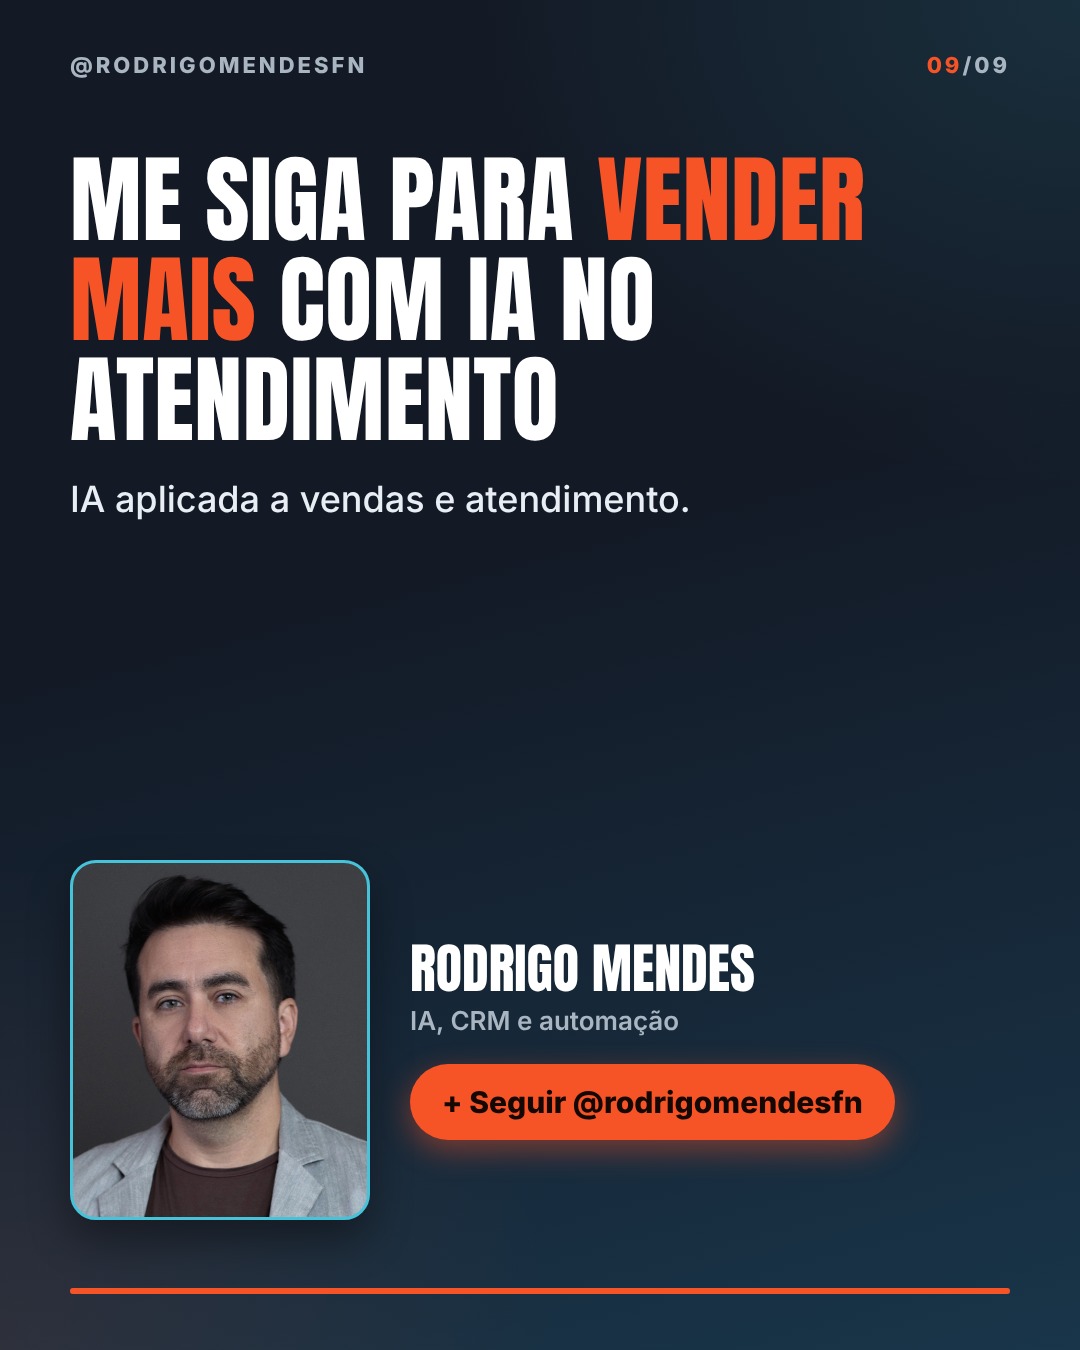 @RODRIGOMENDESFN
09/09
ME SIGA PARA VENDER
MAIS COM IA NO
ATENDIMENTO
IA aplicada a vendas e atendimento.
RODRIGO MENDES
IA, CRM e automação
+ Seguir @rodrigomendesfn